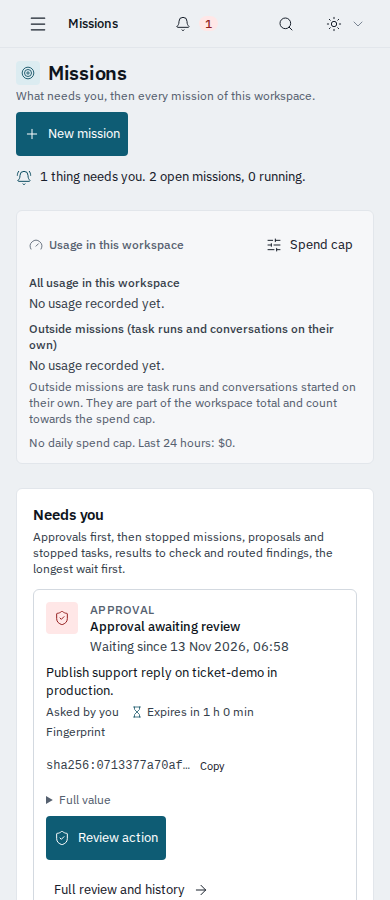 Missions
1
Missions
What needs you, then every mission of this workspace.
New mission
1 thing needs you. 2 open missions, 0 running.
Usage in this workspace
Spend cap
All usage in this workspace
No usage recorded yet.
Outside missions (task runs and conversations on their
own)
No usage recorded yet.
Outside missions are task runs and conversations started on
their own. They are part of the workspace total and count
towards the spend cap.
No daily spend cap. Last 24 hours: $0.
Needs you
Approvals first, then stopped missions, proposals and
stopped tasks, results to check and routed findings, the
longest wait first.
APPROVAL
Approval awaiting review
Waiting since 13 Nov 2026, 06:58
Publish support reply on ticket-demo in
production.
Asked by you
Expires in 1 h 0 min
Fingerprint
sha256:0713377a70af…
Copy
Full value
Review action
Full review and history